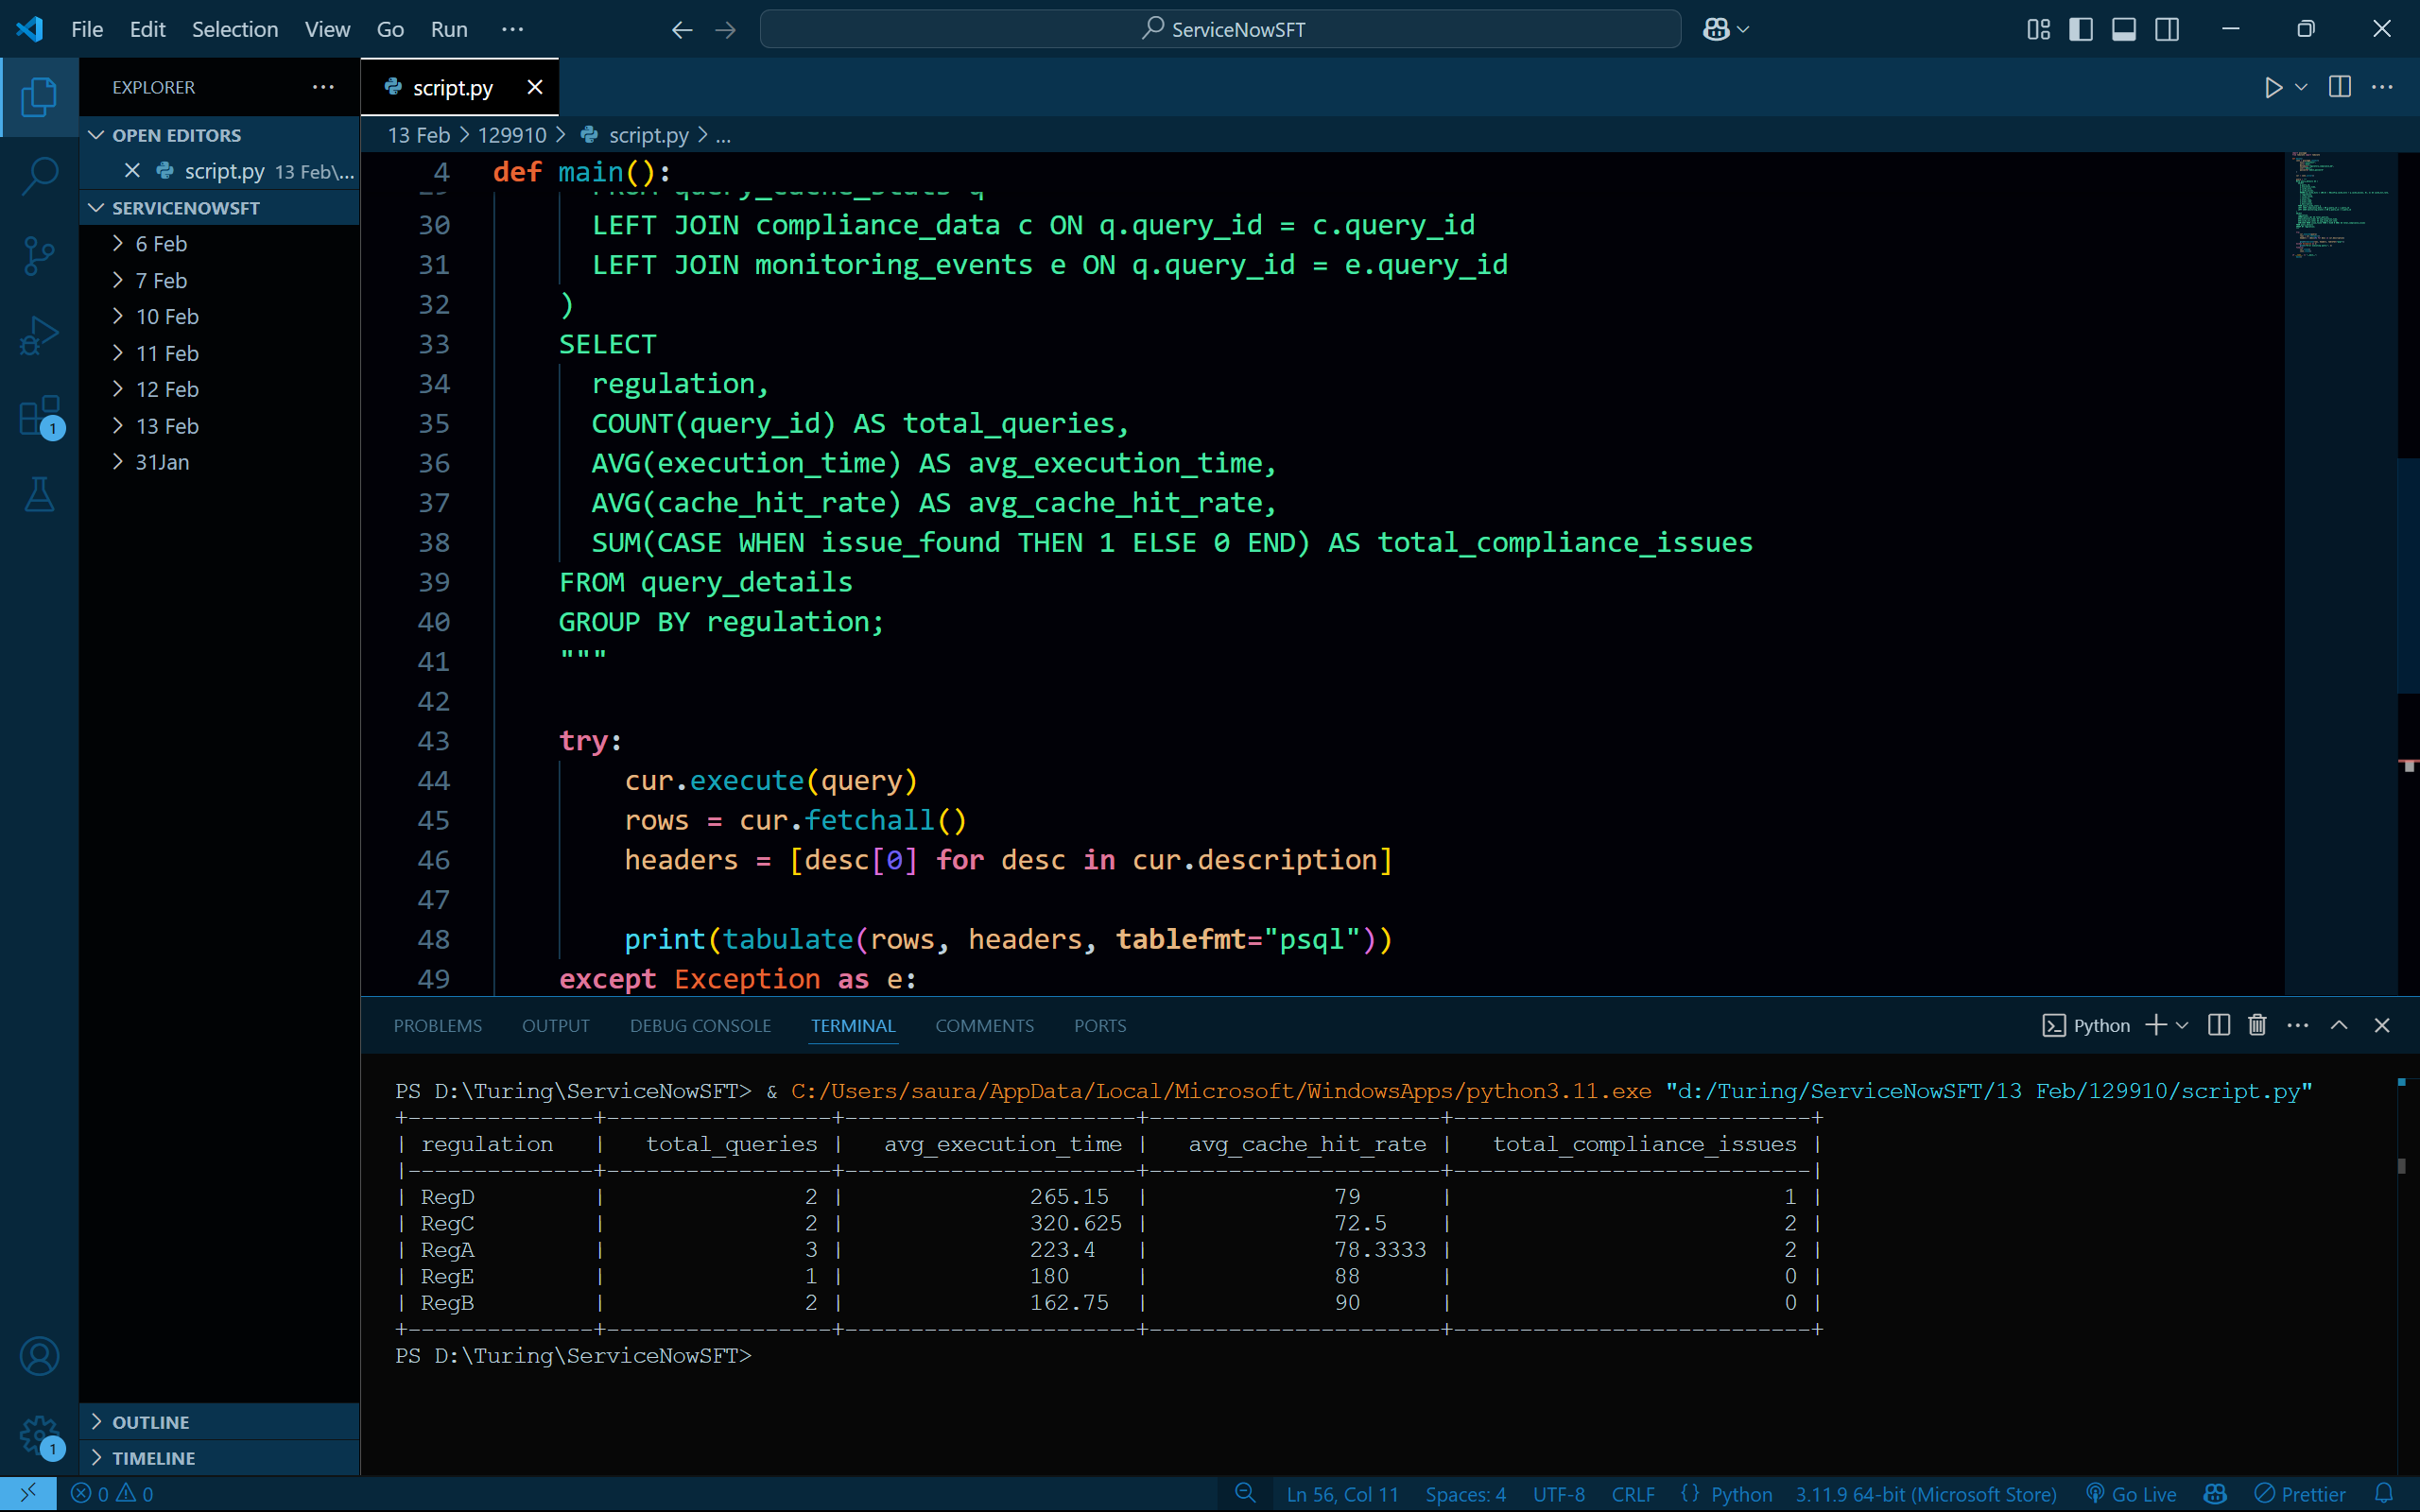 File Edit Selection View Go Run ··· ServiceNowSFT
EXPLORER ···
OPEN EDITORS
script.py 13 Feb\...
SERVICENOWSFT
6 Feb
7 Feb
10 Feb
11 Feb
12 Feb
13 Feb
31Jan
OUTLINE
TIMELINE
1
1
script.py
13 Feb > 129910 > script.py > ...
4 def main():
30 LEFT JOIN compliance_data c ON q.query_id = c.query_id
31 LEFT JOIN monitoring_events e ON q.query_id = e.query_id
32 )
33 SELECT
34 regulation,
35 COUNT(query_id) AS total_queries,
36 AVG(execution_time) AS avg_execution_time,
37 AVG(cache_hit_rate) AS avg_cache_hit_rate,
38 SUM(CASE WHEN issue_found THEN 1 ELSE 0 END) AS total_compliance_issues
39 FROM query_details
40 GROUP BY regulation;
41 """
42
43 try:
44 cur.execute(query)
45 rows = cur.fetchall()
46 headers = [desc[0] for desc in cur.description]
47
48 print(tabulate(rows, headers, tablefmt="psql"))
49 except Exception as e:
PROBLEMS OUTPUT DEBUG CONSOLE TERMINAL COMMENTS PORTS Python
PS D:\Turing\ServiceNowSFT> & C:/Users/saura/AppData/Local/Microsoft/WindowsApps/python3.11.exe "d:/Turing/ServiceNowSFT/13 Feb/129910/script.py"
+--------------+-----------------+----------------------+----------------------+---------------------------+
| regulation | total_queries | avg_execution_time | avg_cache_hit_rate | total_compliance_issues |
|--------------+-----------------+----------------------+----------------------+---------------------------|
| RegD | 2 | 265.15 | 79 | 1 |
| RegC | 2 | 320.625 | 72.5 | 2 |
| RegA | 3 | 223.4 | 78.3333 | 2 |
| RegE | 1 | 180 | 88 | 0 |
| RegB | 2 | 162.75 | 90 | 0 |
+--------------+-----------------+----------------------+----------------------+---------------------------+
PS D:\Turing\ServiceNowSFT>
0 0 Ln 56, Col 11 Spaces: 4 UTF-8 CRLF {} Python 3.11.9 64-bit (Microsoft Store) Go Live Prettier